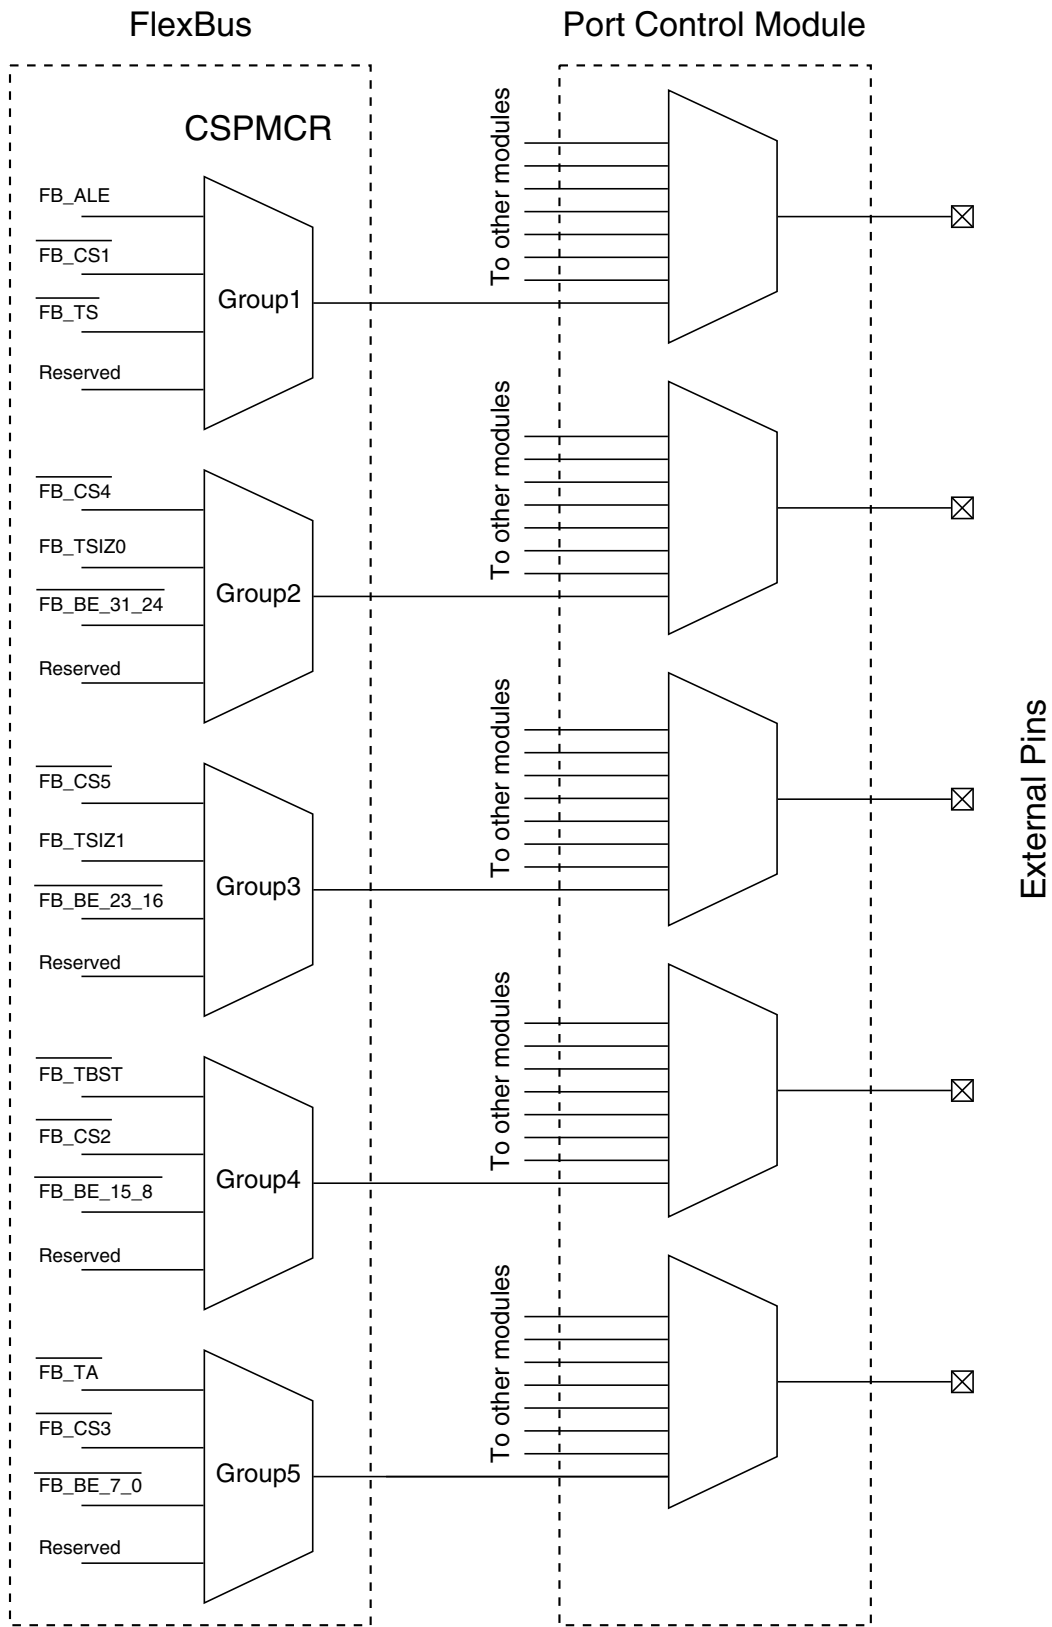 FlexBus
Port Control Module
CSPMCR
FB_ALE
FB_CS1
FB_TS
Reserved
Group1
To other modules
FB_CS4
FB_TSIZ0
FB_BE_31_24
Reserved
Group2
To other modules
FB_CS5
FB_TSIZ1
FB_BE_23_16
Reserved
Group3
To other modules
FB_TBST
FB_CS2
FB_BE_15_8
Reserved
Group4
To other modules
FB_TA
FB_CS3
FB_BE_7_0
Reserved
Group5
To other modules
External Pins